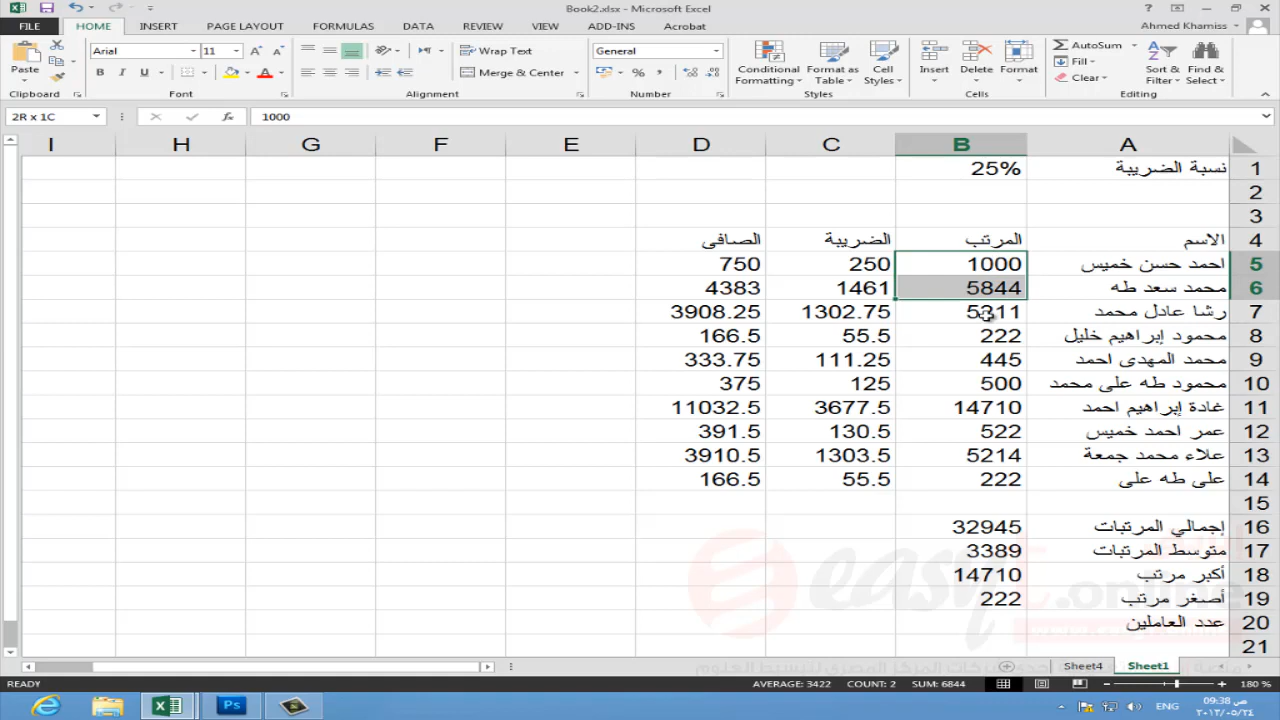 Book2.xlsx - Microsoft Excel
FILE HOME INSERT PAGE LAYOUT FORMULAS DATA REVIEW VIEW ADD-INS Acrobat Ahmed Khamiss
Paste Arial 11 Wrap Text General Conditional Formatting Format as Table Cell Styles Insert Delete Format AutoSum Fill Clear Sort & Filter Find & Select
Merge & Center
Clipboard Font Alignment Number Styles Cells Editing
2R x 1C 1000
A B C D E F G H I
1 نسبة الضريبة 25%
2
3
4 الاسم المرتب الضريبة الصافى
5 احمد حسن خميس 1000 250 750
6 محمد سعد طه 5844 1461 4383
7 رشا عادل محمد 5211 1302.75 3908.25
8 محمود إبراهيم خليل 222 55.5 166.5
9 محمد المهدى احمد 445 111.25 333.75
10 محمود طه على محمد 500 125 375
11 غادة إبراهيم احمد 14710 3677.5 11032.5
12 عمر احمد خميس 522 130.5 391.5
13 علاء محمد جمعة 5214 1303.5 3910.5
14 على طه على 222 55.5 166.5
15
16 إجمالي المرتبات 32945
17 متوسط المرتبات 3389
18 أكبر مرتب 14710
19 أصغر مرتب 222
20 عدد العاملين
21
easyt.online
Sheet4 Sheet1
READY AVERAGE: 3422 COUNT: 2 SUM: 6844 180 %
Ps ENG ص 09:38
٢٠١٣/٠٥/٢٤